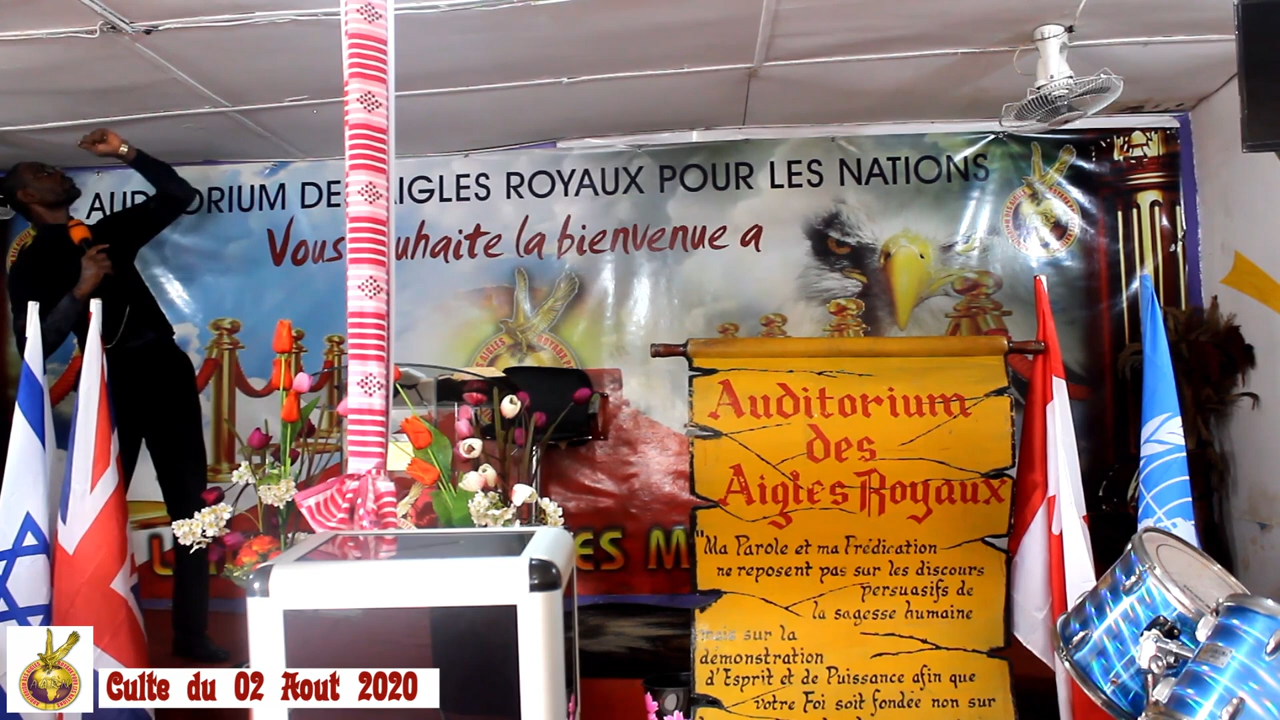 AUDITORIUM DES AIGLES ROYAUX POUR LES NATIONS
Vous souhaite la bienvenue a
Auditorium
des
Aigles Royaux
"Ma Parole et ma Prédication
ne reposent pas sur les discours
persuasifs de
la sagesse humaine
mais sur la
démonstration
d'Esprit et de Puissance afin que
votre Foi soit fondée non sur
Culte du 02 Aout 2020